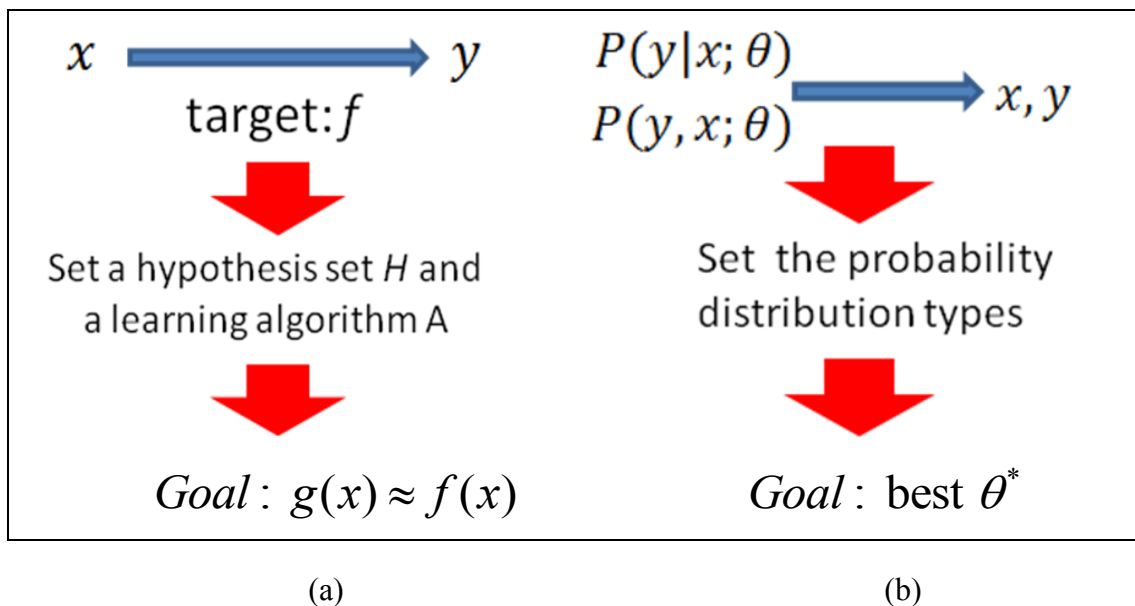 x y
target: f
Set a hypothesis set H and
a learning algorithm A
Goal : g(x) ≈ f(x)
P(y|x; θ)
P(y, x; θ)
x, y
Set the probability
distribution types
Goal : best θ*
(a)
(b)